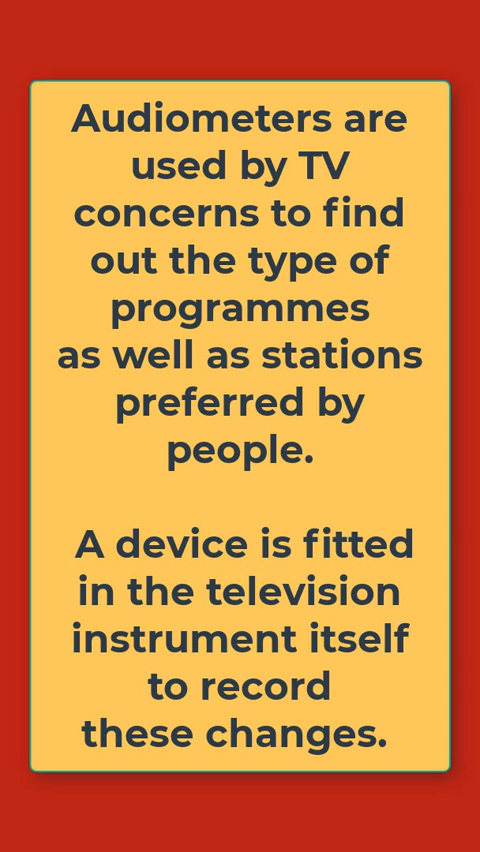 Audiometers are
used by TV
concerns to find
out the type of
programmes
as well as stations
preferred by
people.
A device is fitted
in the television
instrument itself
to record
these changes.